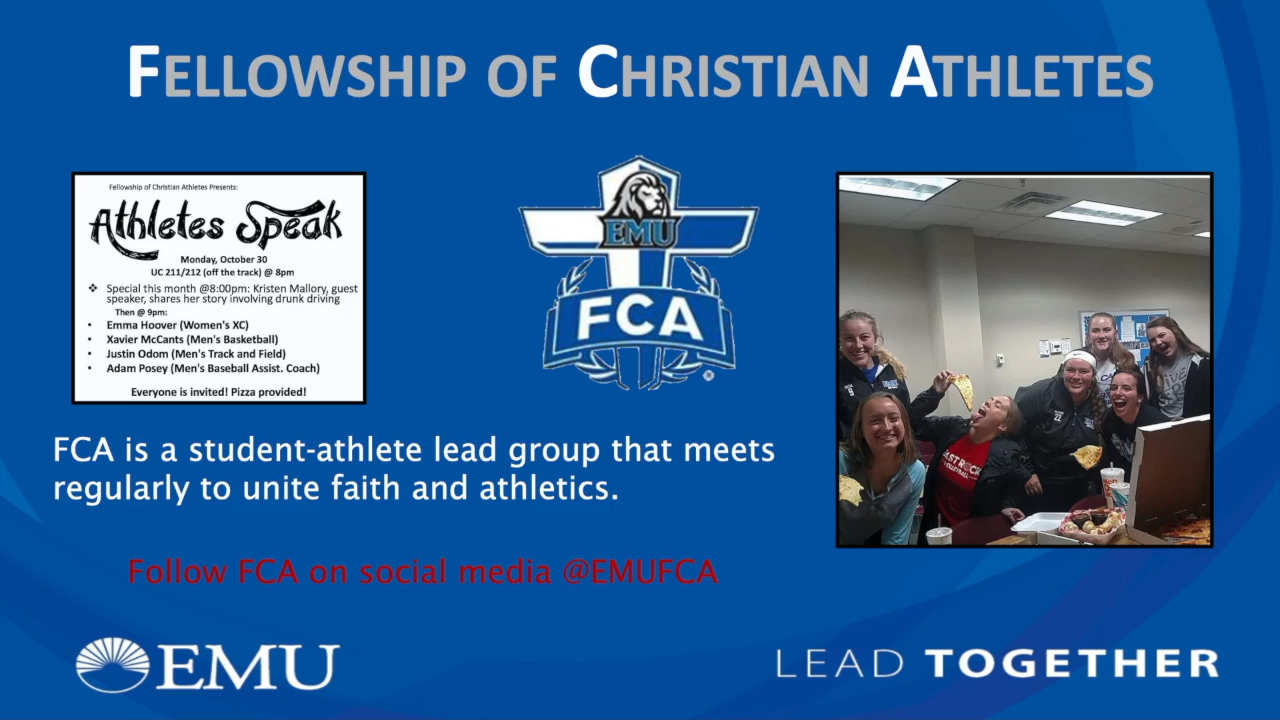 FELLOWSHIP OF CHRISTIAN ATHLETES
Fellowship of Christian Athletes Presents:
Athletes Speak
Monday, October 30
UC 211/212 (off the track) @ 8pm
❖ Special this month @8:00pm: Kristen Mallory, guest
speaker, shares her story involving drunk driving
Then @ 9pm:
• Emma Hoover (Women's XC)
• Xavier McCants (Men's Basketball)
• Justin Odom (Men's Track and Field)
• Adam Posey (Men's Baseball Assist. Coach)
Everyone is invited! Pizza provided!
EMU
FCA
®
22
FCA is a student-athlete lead group that meets
regularly to unite faith and athletics.
Follow FCA on social media @EMUFCA
EMU
LEAD TOGETHER